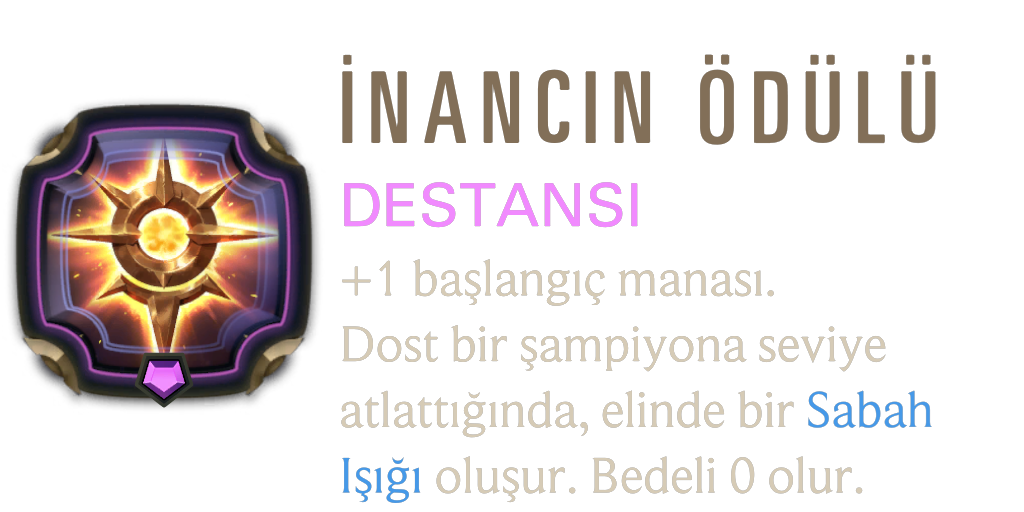 İNANCIN ÖDÜLÜ
DESTANSI
+1 başlangıç manası.
Dost bir şampiyona seviye
atlattığında, elinde bir Sabah
Işığı oluşur. Bedeli 0 olur.